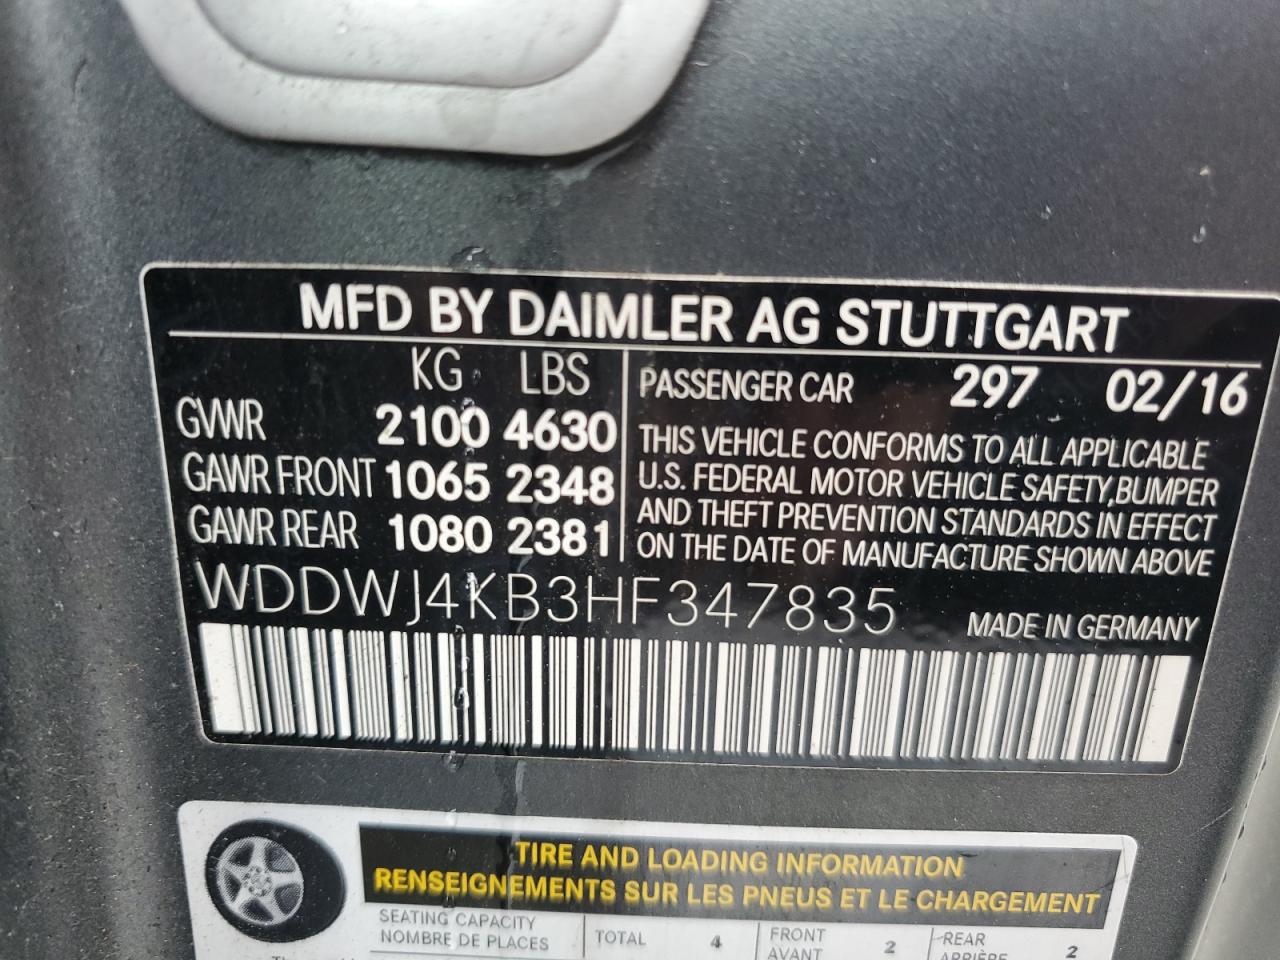 MFD BY DAIMLER AG STUTTGART
KG LBS
GVWR 2100 4630
GAWR FRONT 1065 2348
GAWR REAR 1080 2381
PASSENGER CAR 297 02/16
THIS VEHICLE CONFORMS TO ALL APPLICABLE
U.S. FEDERAL MOTOR VEHICLE SAFETY, BUMPER
AND THEFT PREVENTION STANDARDS IN EFFECT
ON THE DATE OF MANUFACTURE SHOWN ABOVE
WDDWJ4KB3HF347835
MADE IN GERMANY
TIRE AND LOADING INFORMATION
RENSEIGNEMENTS SUR LES PNEUS ET LE CHARGEMENT
SEATING CAPACITY
NOMBRE DE PLACES
TOTAL 4
FRONT
AVANT 2
REAR
ARRIÈRE 2